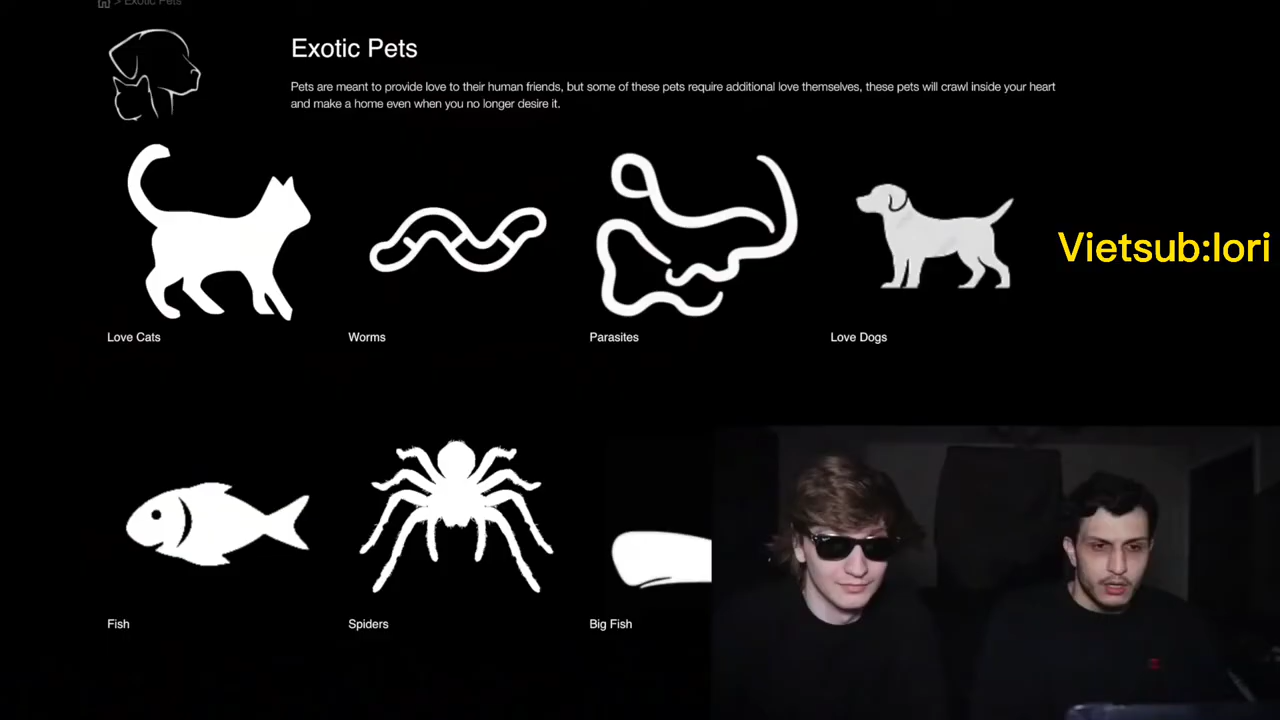 > Exotic Pets
Exotic Pets
Pets are meant to provide love to their human friends, but some of these pets require additional love themselves, these pets will crawl inside your heart
and make a home even when you no longer desire it.
Vietsub:lori
Love Cats
Worms
Parasites
Love Dogs
Fish
Spiders
Big Fish